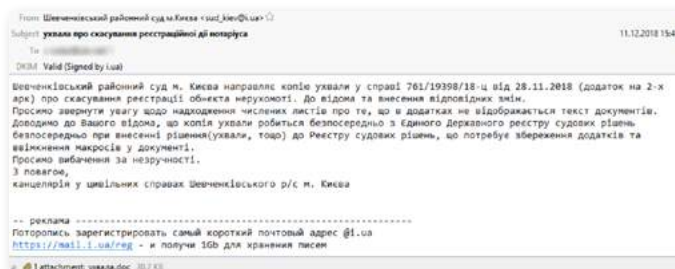 From Шевченківський районний суд м.Києва <sud_kiev@i.ua>
Subject ухвала про скасування реєстраційної дії нотаріуса 11.12.2018 15:4
To
DKIM Valid (Signed by i.ua)
Шевченківський районний суд м. Києва направляє копію ухвали у справі 761/19398/18-ц від 28.11.2018 (додаток на 2-х
арк) про скасування реєстрації обєкта нерухомоті. До відома та внесення відповідних змін.
Просимо звернути увагу щодо надходження числених листів про те, що в додатках не відображається текст документів.
Доводимо до Вашого відома, що копія ухвали робиться безпосередньо з Єдиного Державного реєстру судових рішень
безпосередньо при внесенні рішення(ухвали, тощо) до Реєстру судових рішень, що потребує збереження додатків та
ввімкнення макросів у документі.
Просимо вибачення за незручності.
З повагою,
канцелярія у цивільних справах Шевченківського р/с м. Києва
-- реклама -----------------------------------------------------------
Поторопись зарегистрировать самый короткий почтовый адрес @i.ua
https://mail.i.ua/reg - и получи 1Gb для хранения писем
1 attachment: ухвала.doc